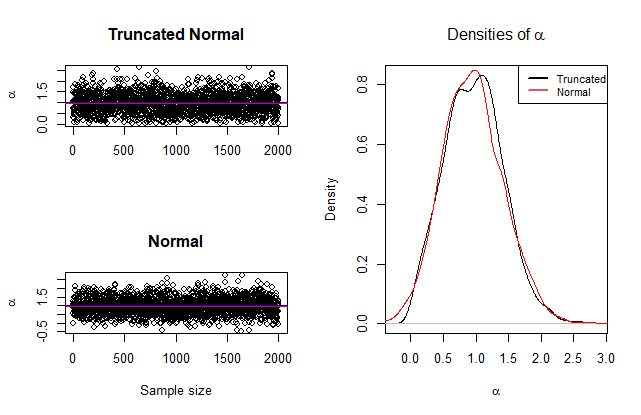 Truncated Normal
α
1.5
0.0
0 500 1000 1500 2000
Normal
α
1.5
-0.5
0 500 1000 1500 2000
Sample size
Densities of α
Truncated
Normal
Density
0.8
0.6
0.4
0.2
0.0
0.0 0.5 1.0 1.5 2.0 2.5 3.0
α